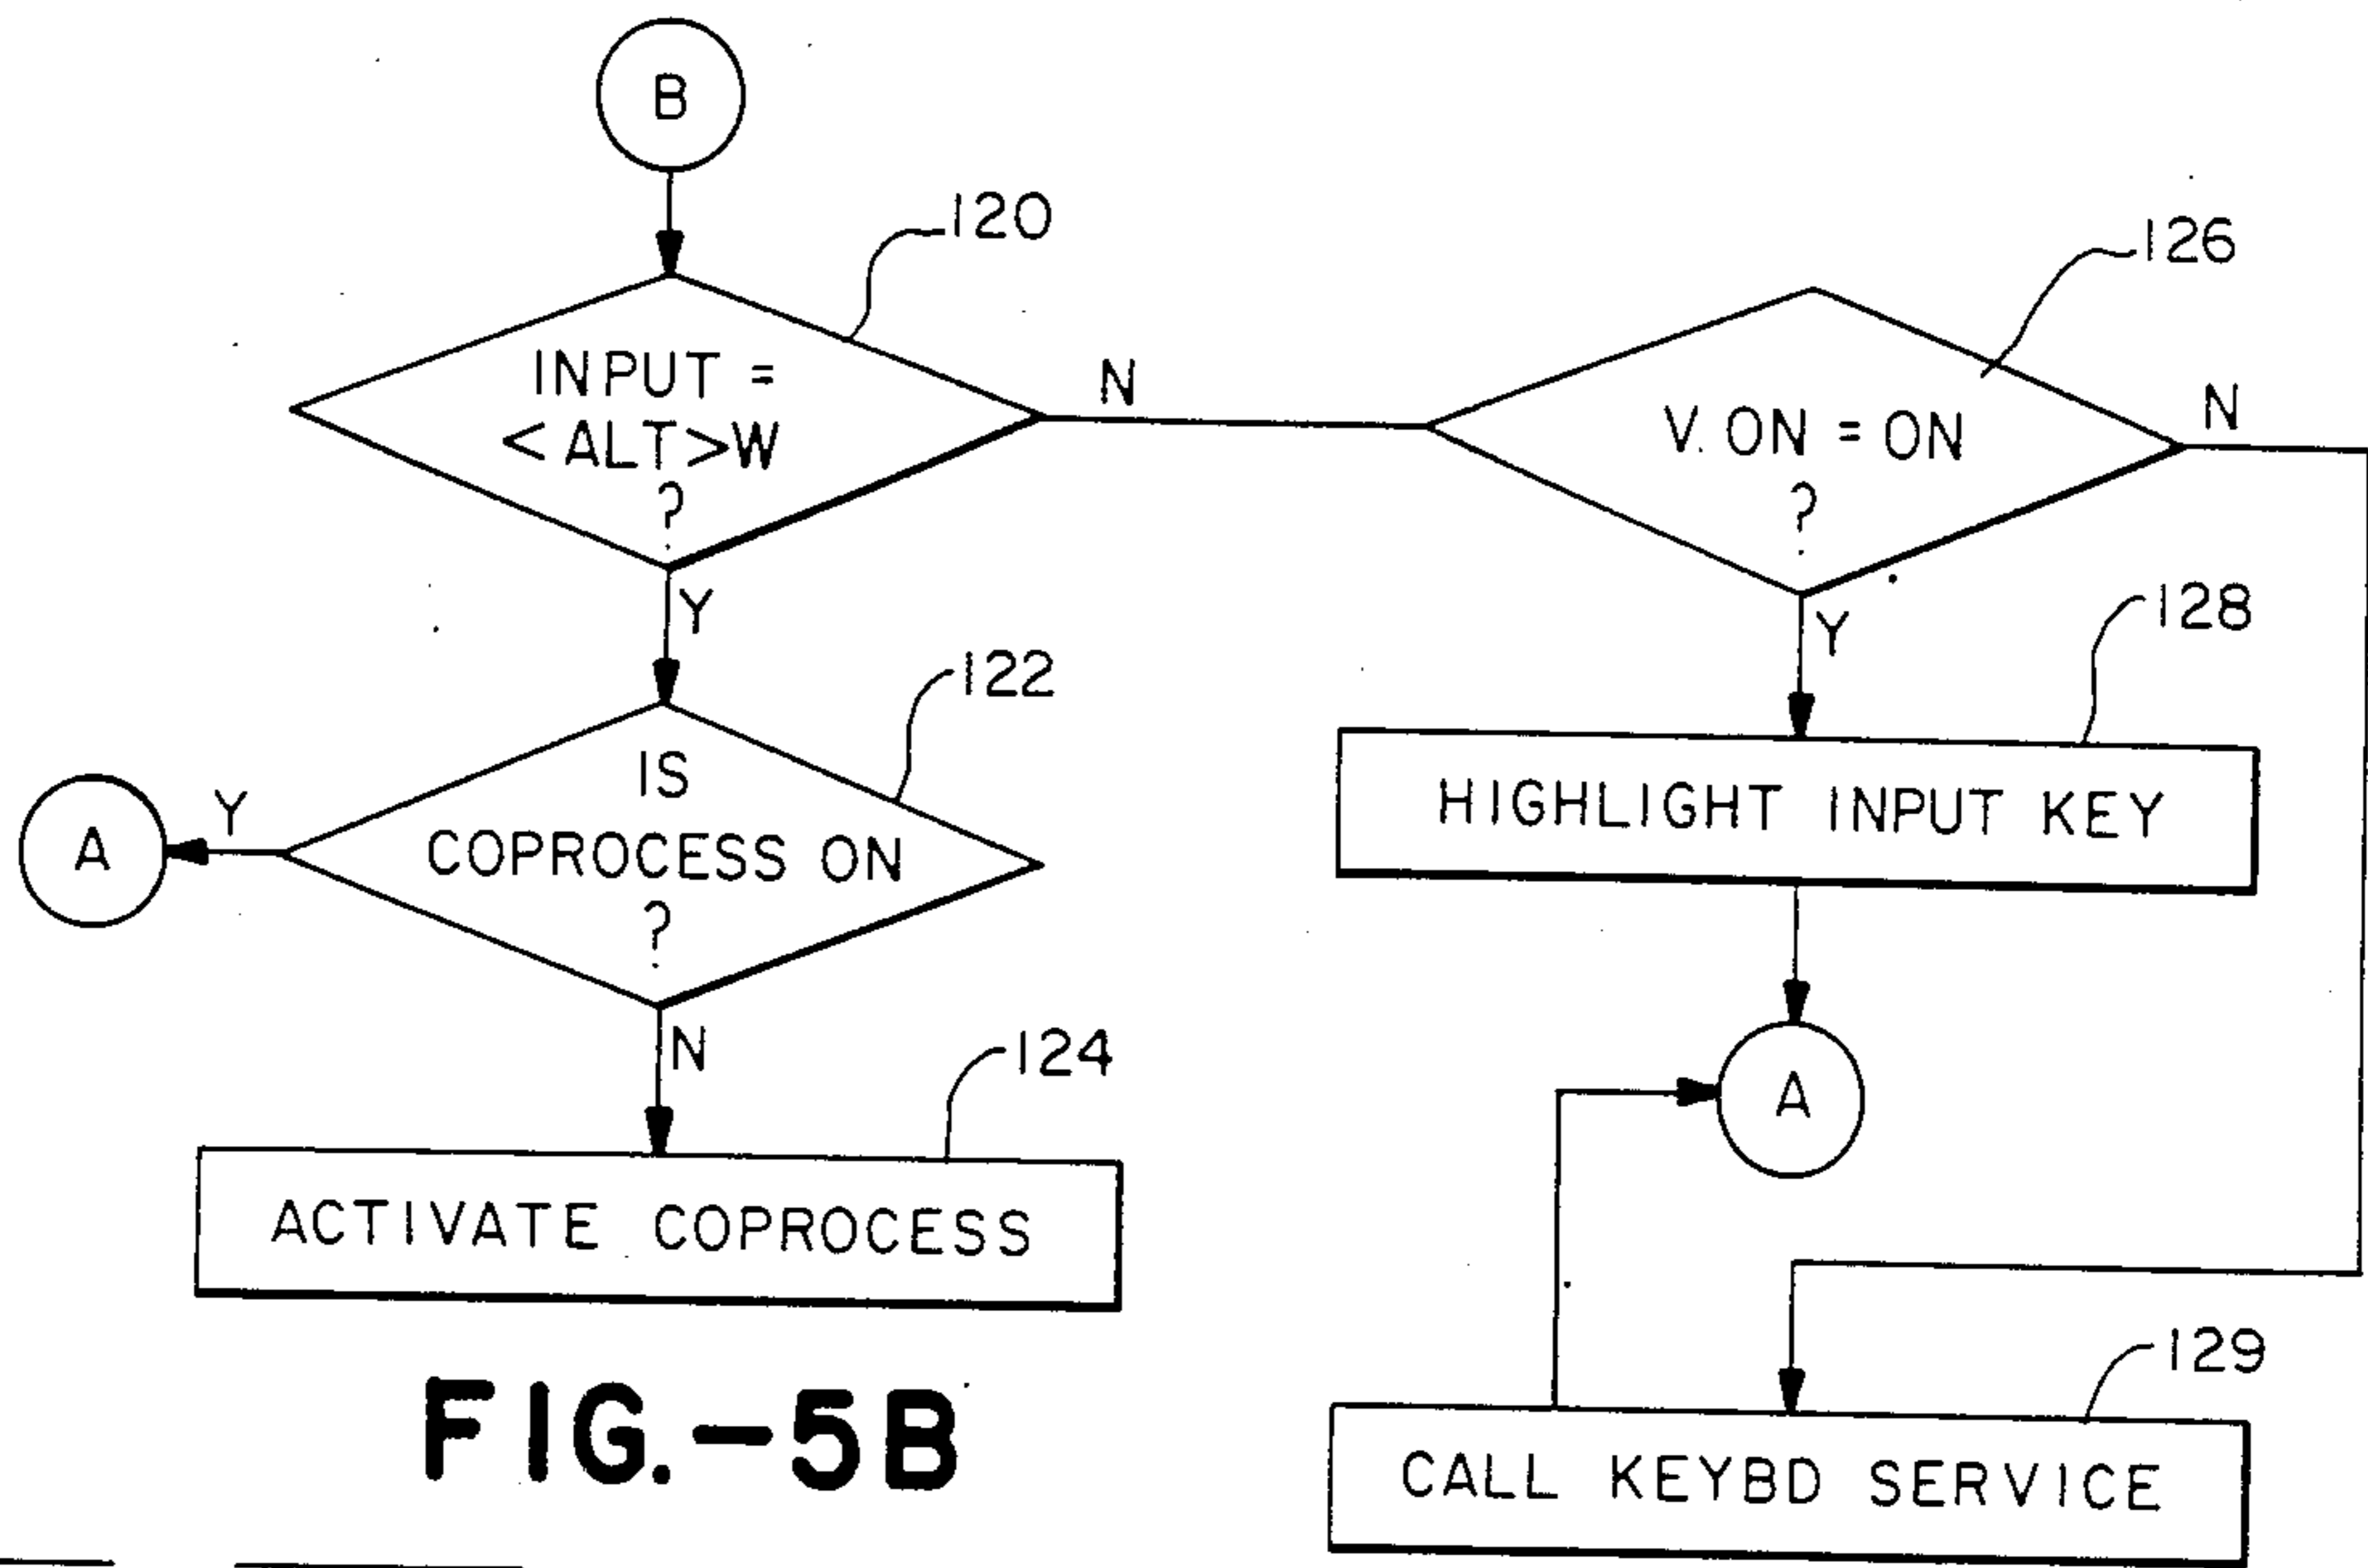 B
120
INPUT =
<ALT>W
?
N
Y
126
V. ON = ON
?
N
Y
122
IS
COPROCESS ON
?
Y
A
N
128
HIGHLIGHT INPUT KEY
A
124
ACTIVATE COPROCESS
129
CALL KEYBD SERVICE
FIG.-5B